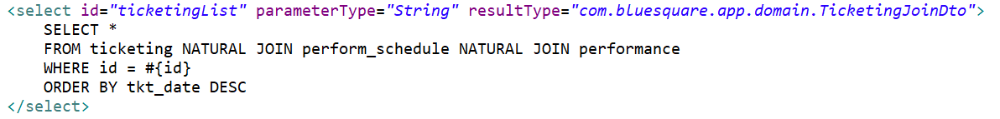 <select id="ticketingList" parameterType="String" resultType="com.bluesquare.app.domain.TicketingJoinDto">
    SELECT *
    FROM ticketing NATURAL JOIN perform_schedule NATURAL JOIN performance
    WHERE id = #{id}
    ORDER BY tkt_date DESC
</select>